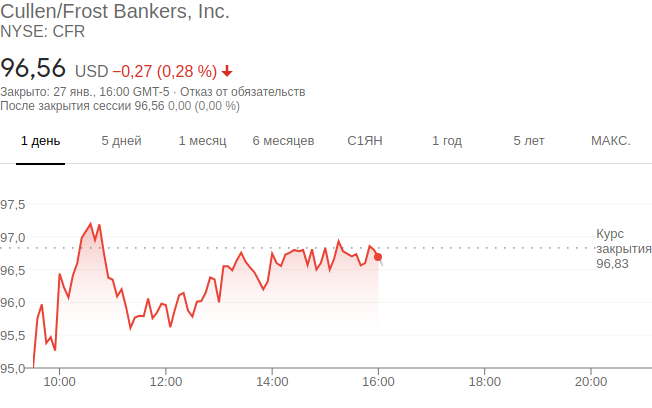 Cullen/Frost Bankers, Inc.
NYSE: CFR
96,56 USD −0,27 (0,28 %)
Закрыто: 27 янв., 16:00 GMT-5 · Отказ от обязательств
После закрытия сессии 96,56 0,00 (0,00 %)
1 день 5 дней 1 месяц 6 месяцев С1ЯН 1 год 5 лет МАКС.
97,5
97,0
96,5
96,0
95,5
95,0
Курс
закрытия
96,83
10:00 12:00 14:00 16:00 18:00 20:00